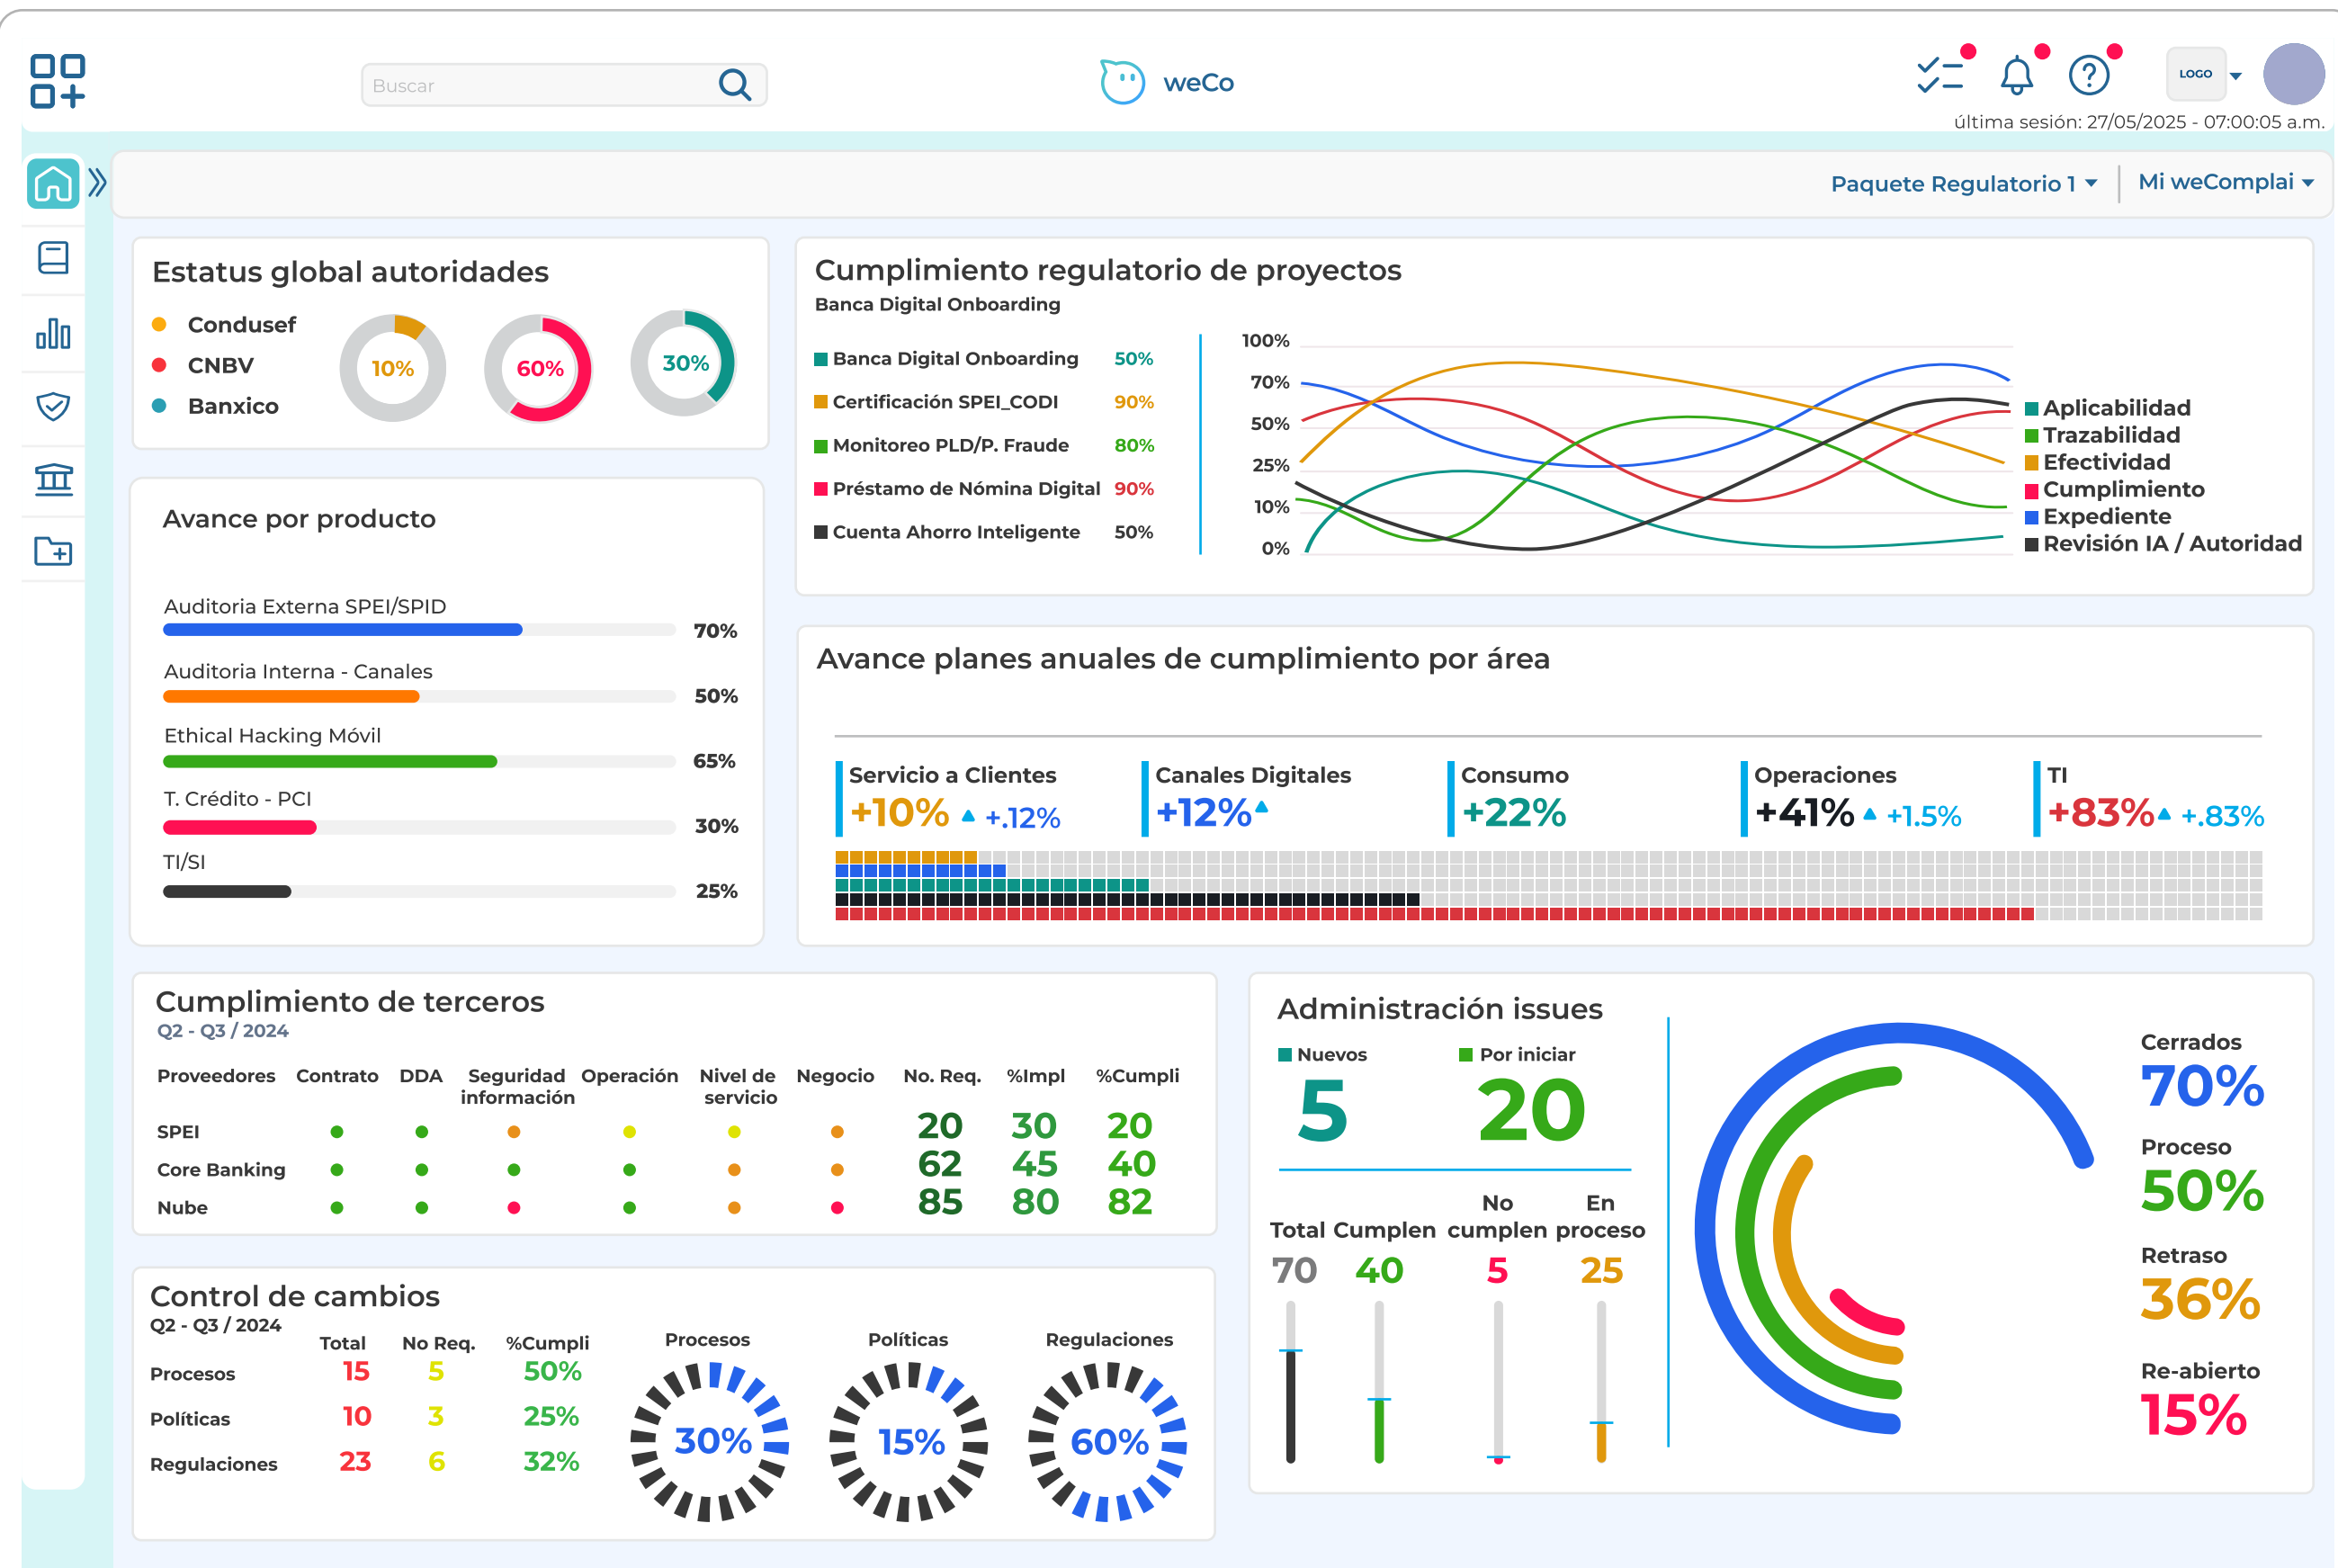 Buscar
weCo
LOGO
última sesión: 27/05/2025 - 07:00:05 a.m.
Paquete Regulatorio 1
Mi weComplai
Estatus global autoridades
Condusef
CNBV
Banxico
10%
60%
30%
Cumplimiento regulatorio de proyectos
Banca Digital Onboarding
Banca Digital Onboarding 50%
Certificación SPEI_CODI 90%
Monitoreo PLD/P. Fraude 80%
Préstamo de Nómina Digital 90%
Cuenta Ahorro Inteligente 50%
100%
70%
50%
25%
10%
0%
Aplicabilidad
Trazabilidad
Efectividad
Cumplimiento
Expediente
Revisión IA / Autoridad
Avance por producto
Auditoria Externa SPEI/SPID
70%
Auditoria Interna - Canales
50%
Ethical Hacking Móvil
65%
T. Crédito - PCI
30%
TI/SI
25%
Avance planes anuales de cumplimiento por área
Servicio a Clientes
+10% +.12%
Canales Digitales
+12%
Consumo
+22%
Operaciones
+41% +1.5%
TI
+83% +.83%
Cumplimiento de terceros
Q2 - Q3 / 2024
Proveedores Contrato DDA Seguridad información Operación Nivel de servicio Negocio No. Req. %Impl %Cumpli
SPEI 20 30 20
Core Banking 62 45 40
Nube 85 80 82
Administración issues
Nuevos
5
Por iniciar
20
Total Cumplen No cumplen En proceso
70 40 5 25
Cerrados
70%
Proceso
50%
Retraso
36%
Re-abierto
15%
Control de cambios
Q2 - Q3 / 2024
Total No Req. %Cumpli
Procesos 15 5 50%
Políticas 10 3 25%
Regulaciones 23 6 32%
Procesos
30%
Políticas
15%
Regulaciones
60%